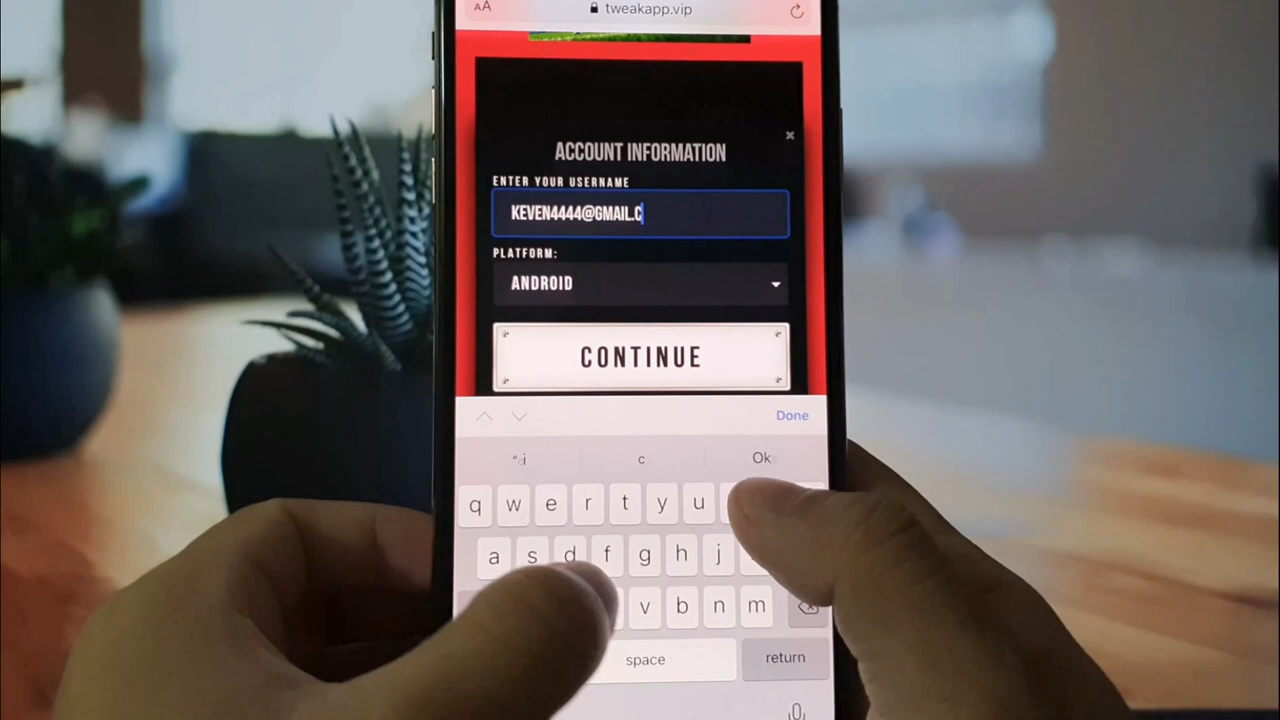 AA tweakapp.vip
ACCOUNT INFORMATION
ENTER YOUR USERNAME
KEVEN4444@GMAIL.C
PLATFORM:
ANDROID
CONTINUE
Done
c Ok
q w e r t y u
a s d f g h j
v b n m
space return